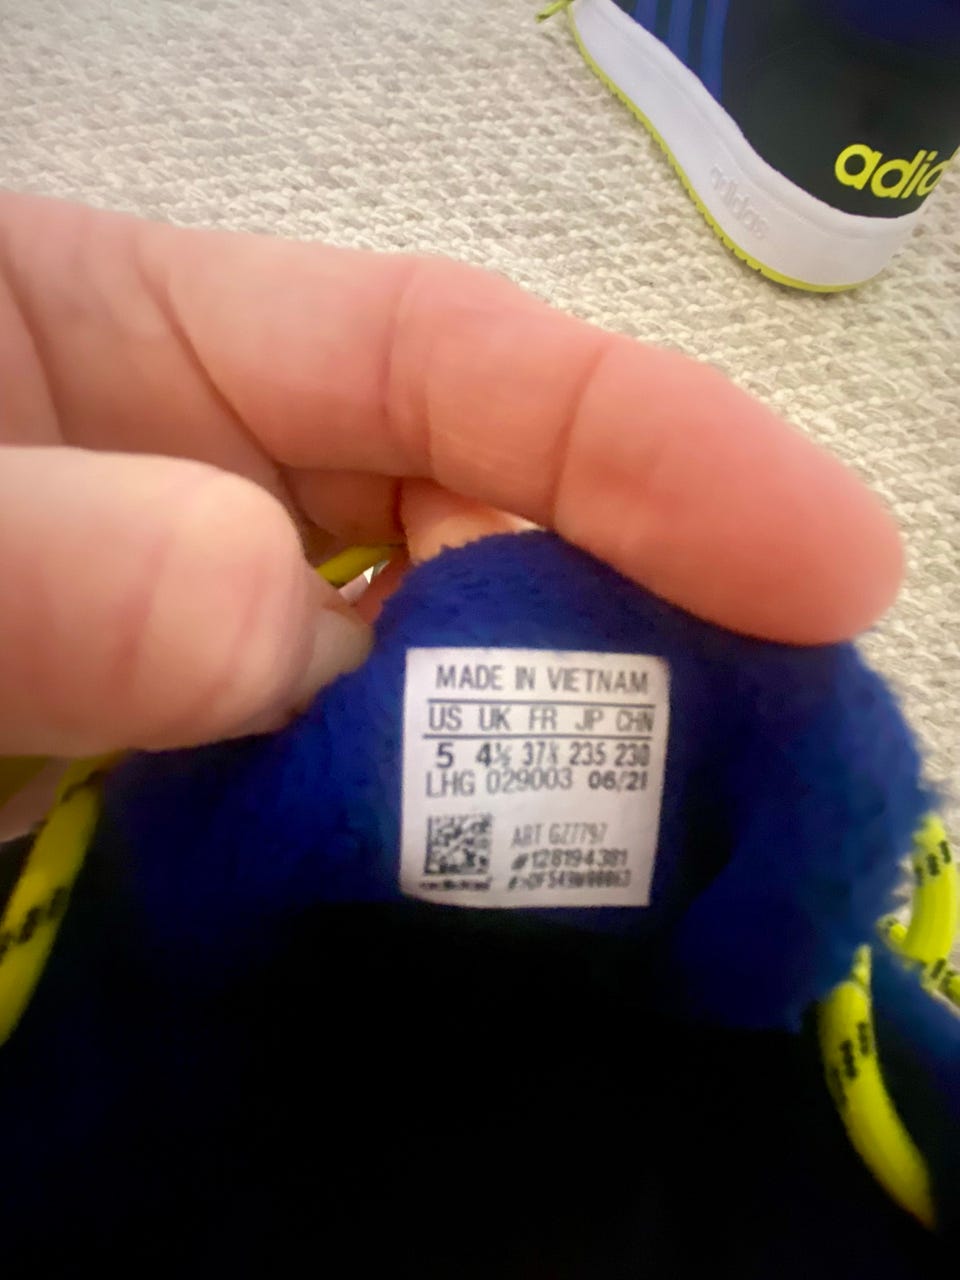 adidas
MADE IN VIETNAM
US UK FR JP CHN
5 4½ 37⅓ 235 230
LHG 029003 06/21
ART GZ7797
#128194381